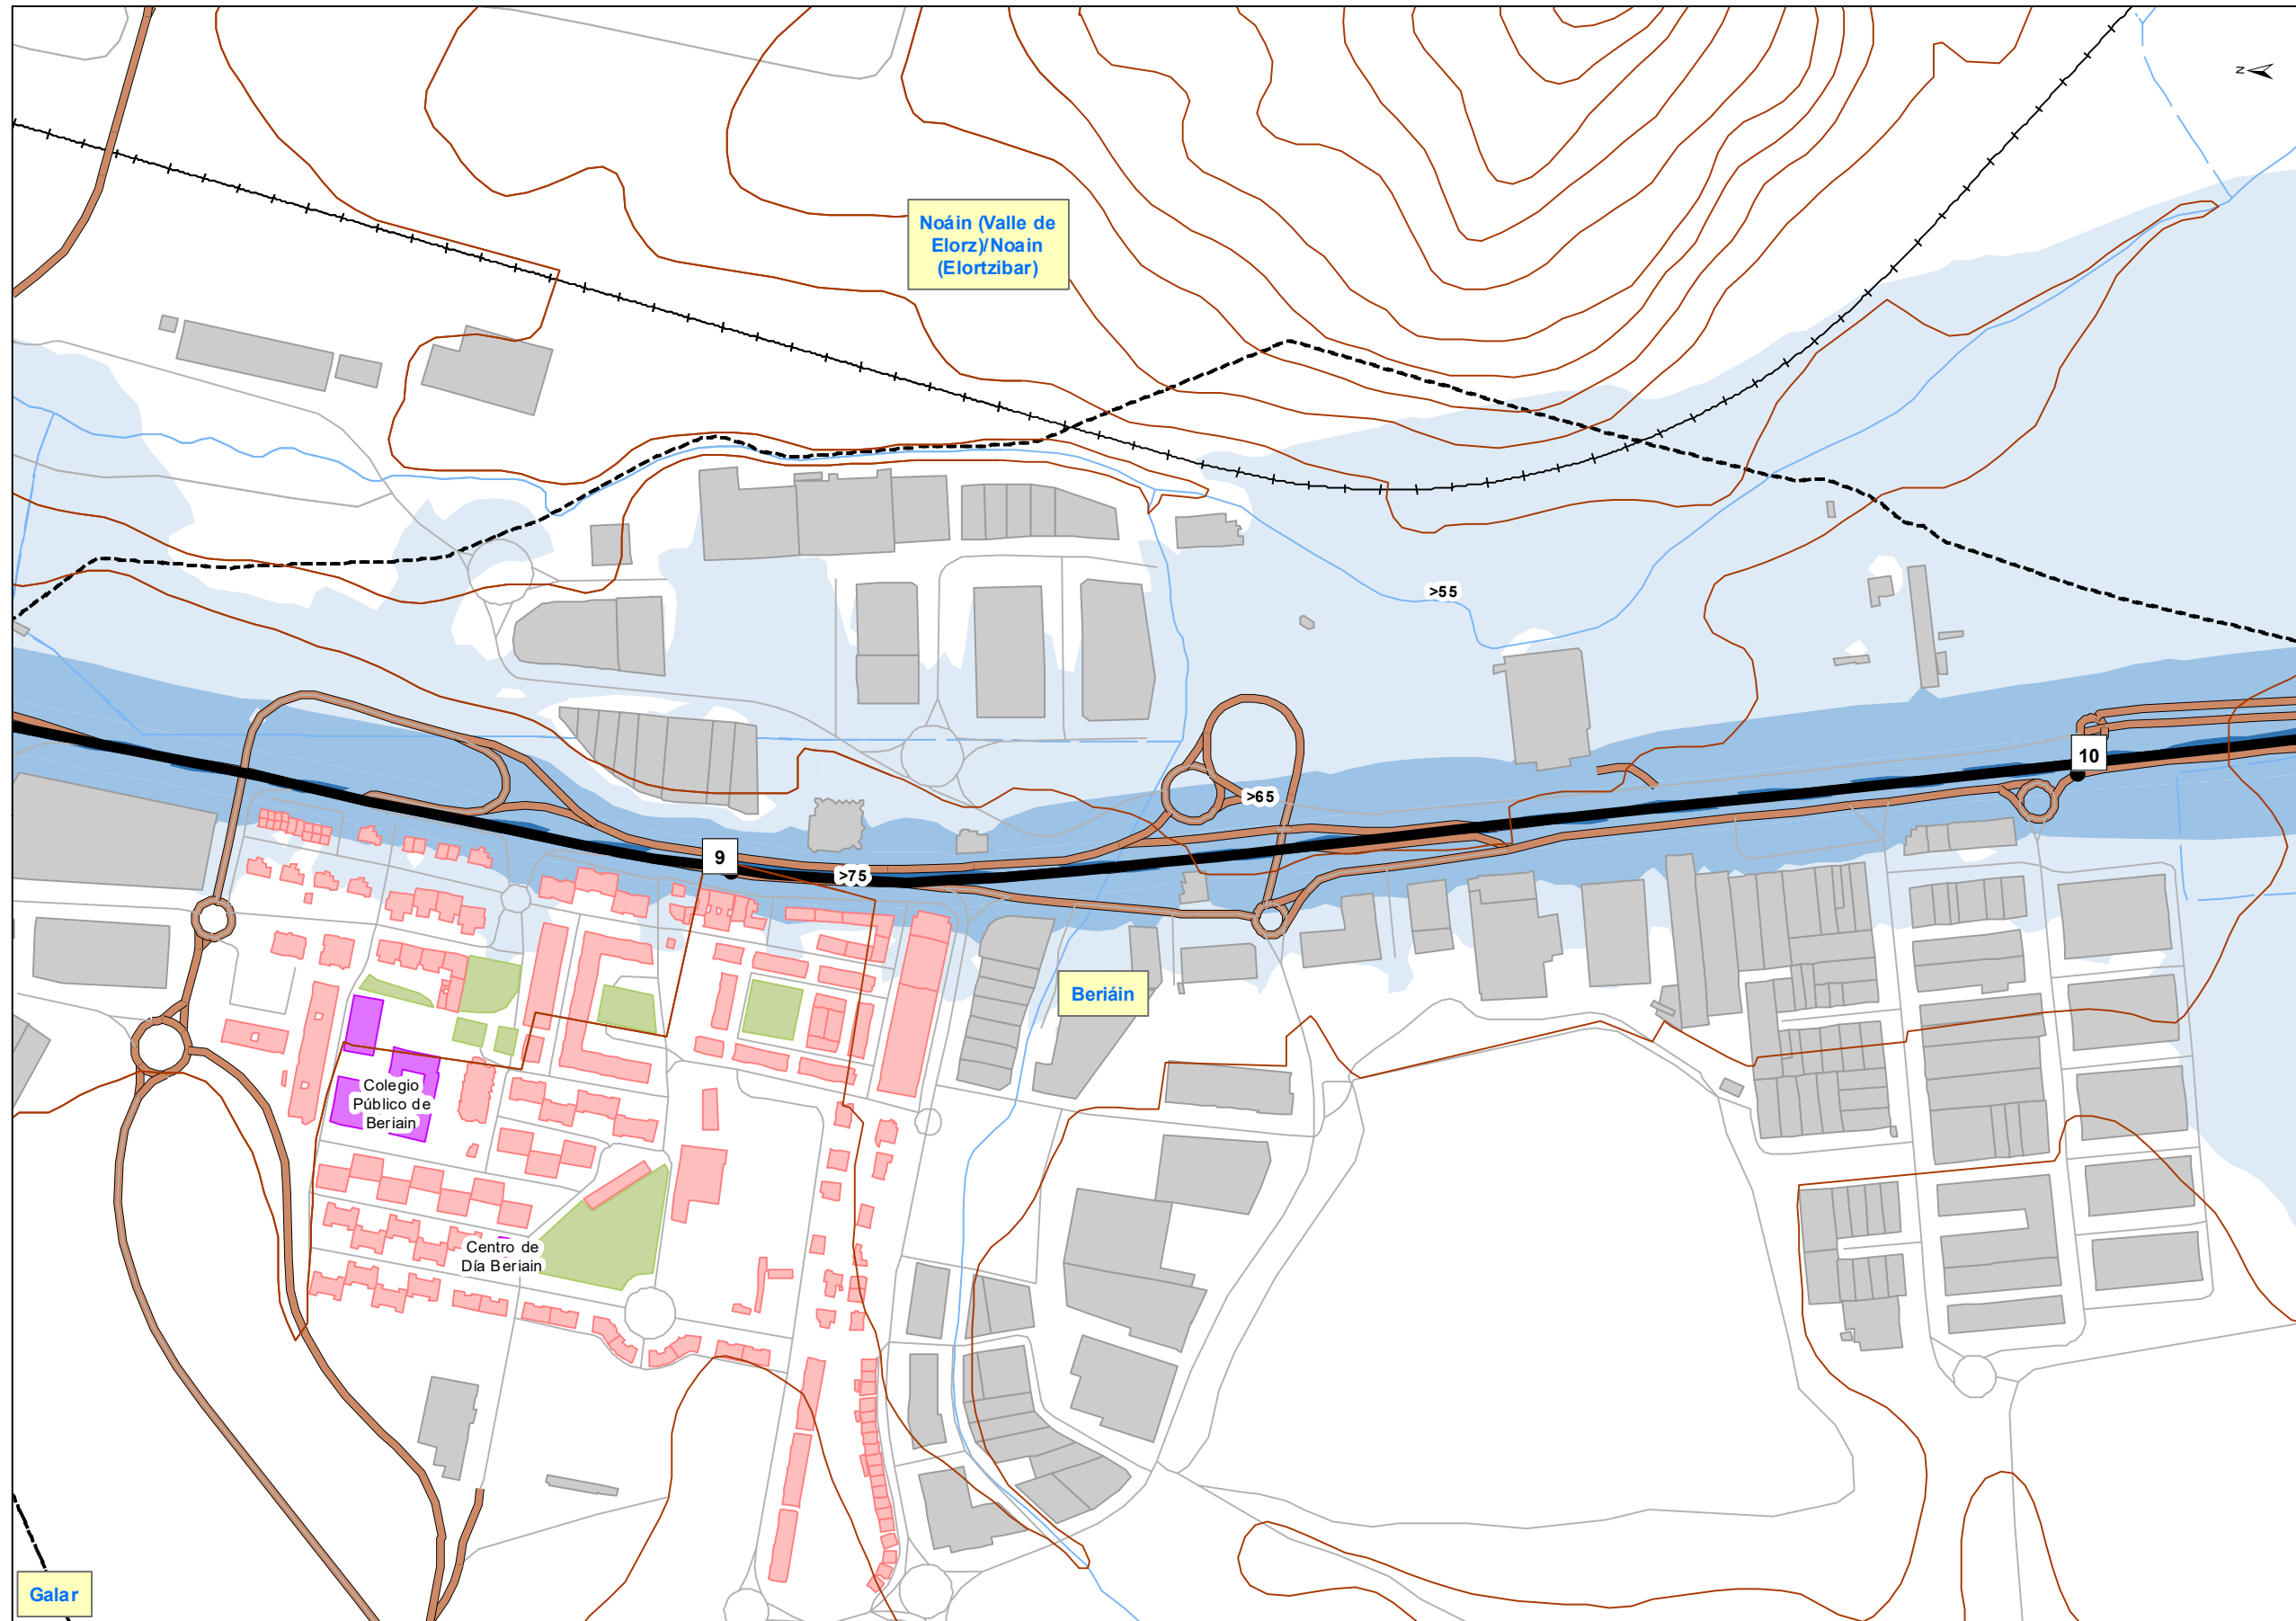 N
Noáin (Valle de
Elorz)/Noain
(Elortzibar)
>55
10
>65
9
>75
Beriáin
Colegio
Público de
Beriain
Centro de
Día Beriain
Galar